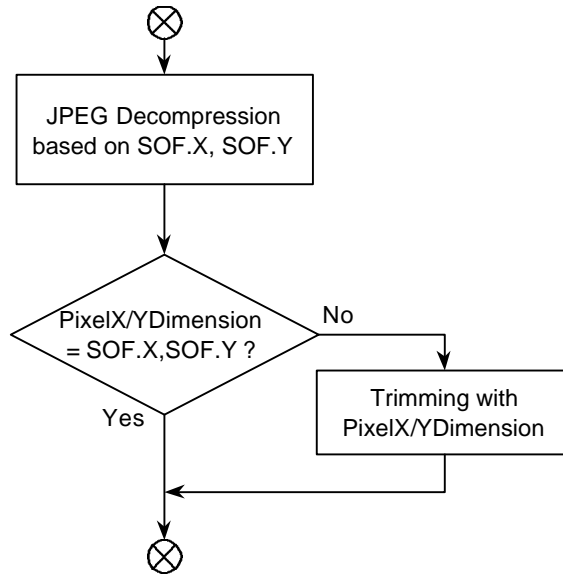 JPEG Decompression
based on SOF.X, SOF.Y
PixelX/YDimension
= SOF.X,SOF.Y ?
No
Yes
Trimming with
PixelX/YDimension